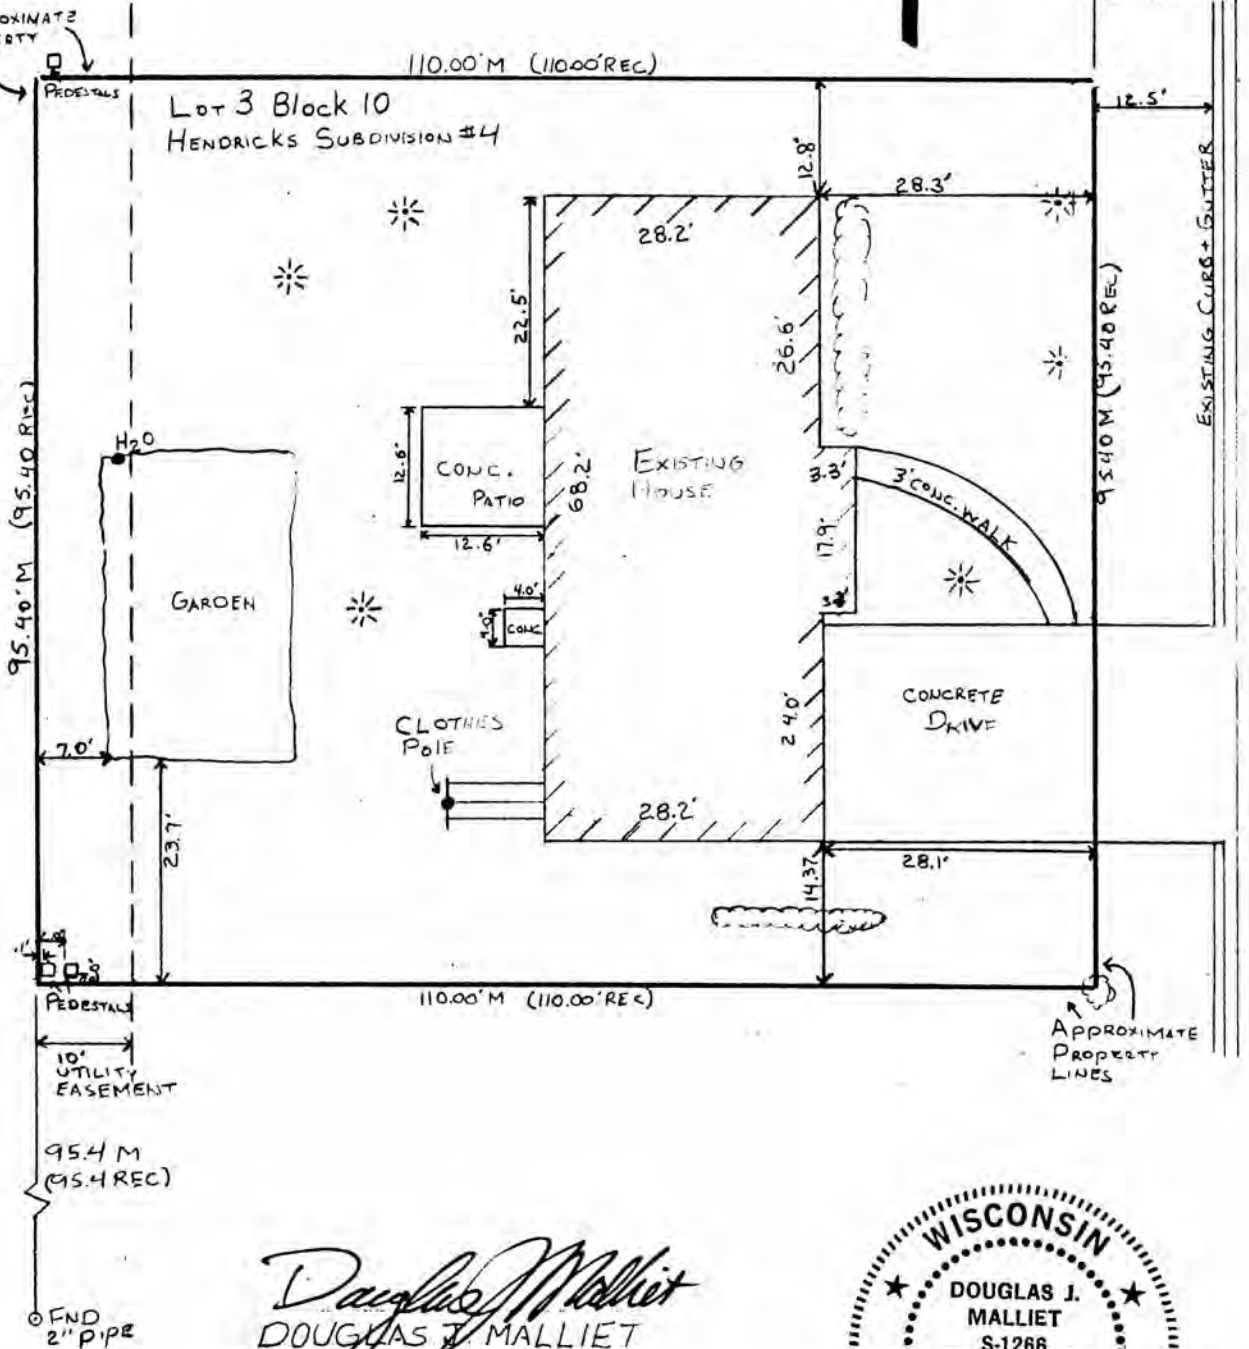 110.00'M (110.00'REC)
PEDESTALS
LOT 3 Block 10
HENDRICKS SUBDIVISION #4
12.5'
12.8'
28.3'
28.2'
22.5'
26.6'
EXISTING CURB + GUTTER
95.40 M (95.40 REC)
95.40'M (95.40 REC)
H2O
12.6'
CONC.
PATIO
12.6'
68.2'
EXISTING
HOUSE
3.3'
3'CONC. WALK
17.9'
GARDEN
4.0'
4.0'
CONC
CLOTHES
POLE
24.0'
CONCRETE
DRIVE
7.0'
23.7'
28.2'
28.1'
14.37
PEDESTALS
110.00'M (110.00'REC)
10'
UTILITY
EASEMENT
APPROXIMATE
PROPERTY
LINES
95.4 M
(95.4 REC)
FND
2" PIPE
Douglas J Malliet
DOUGLAS J. MALLIET
WISCONSIN
DOUGLAS J.
MALLIET
S-1266